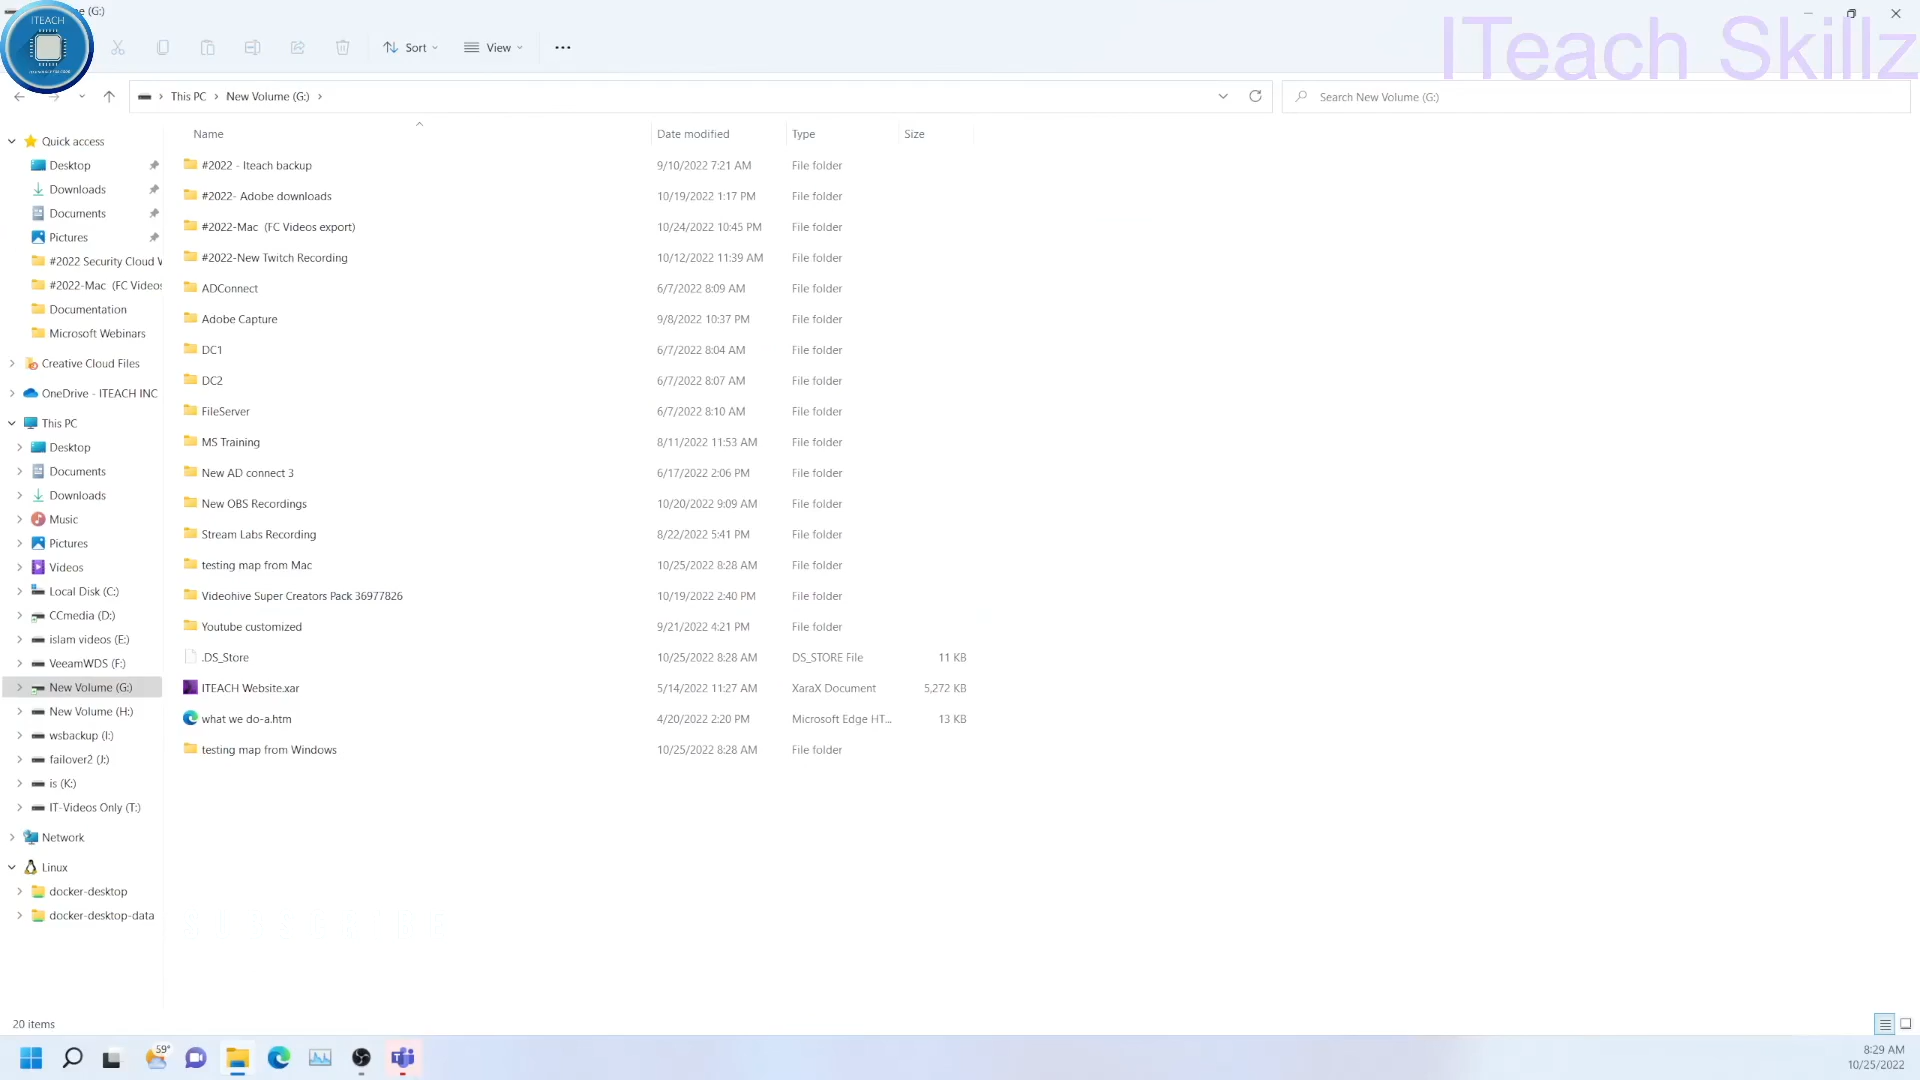 ITEACH
(G:)
ITeach Skillz
Sort
View
This PC
New Volume (G:)
Search New Volume (G:)
Name
Date modified
Type
Size
Quick access
Desktop
Downloads
Documents
Pictures
#2022 Security Cloud W
#2022-Mac (FC Videos
Documentation
Microsoft Webinars
Creative Cloud Files
OneDrive - ITEACH INC
This PC
Desktop
Documents
Downloads
Music
Pictures
Videos
Local Disk (C:)
CCmedia (D:)
islam videos (E:)
VeeamWDS (F:)
New Volume (G:)
New Volume (H:)
wsbackup (I:)
failover2 (J:)
is (K:)
IT-Videos Only (T:)
Network
Linux
docker-desktop
docker-desktop-data
#2022 - Iteach backup 9/10/2022 7:21 AM File folder
#2022- Adobe downloads 10/19/2022 1:17 PM File folder
#2022-Mac (FC Videos export) 10/24/2022 10:45 PM File folder
#2022-New Twitch Recording 10/12/2022 11:39 AM File folder
ADConnect 6/7/2022 8:09 AM File folder
Adobe Capture 9/8/2022 10:37 PM File folder
DC1 6/7/2022 8:04 AM File folder
DC2 6/7/2022 8:07 AM File folder
FileServer 6/7/2022 8:10 AM File folder
MS Training 8/11/2022 11:53 AM File folder
New AD connect 3 6/17/2022 2:06 PM File folder
New OBS Recordings 10/20/2022 9:09 AM File folder
Stream Labs Recording 8/22/2022 5:41 PM File folder
testing map from Mac 10/25/2022 8:28 AM File folder
Videohive Super Creators Pack 36977826 10/19/2022 2:40 PM File folder
Youtube customized 9/21/2022 4:21 PM File folder
.DS_Store 10/25/2022 8:28 AM DS_STORE File 11 KB
ITEACH Website.xar 5/14/2022 11:27 AM XaraX Document 5,272 KB
what we do-a.htm 4/20/2022 2:20 PM Microsoft Edge HT... 13 KB
testing map from Windows 10/25/2022 8:28 AM File folder
20 items
59°
8:29 AM
10/25/2022